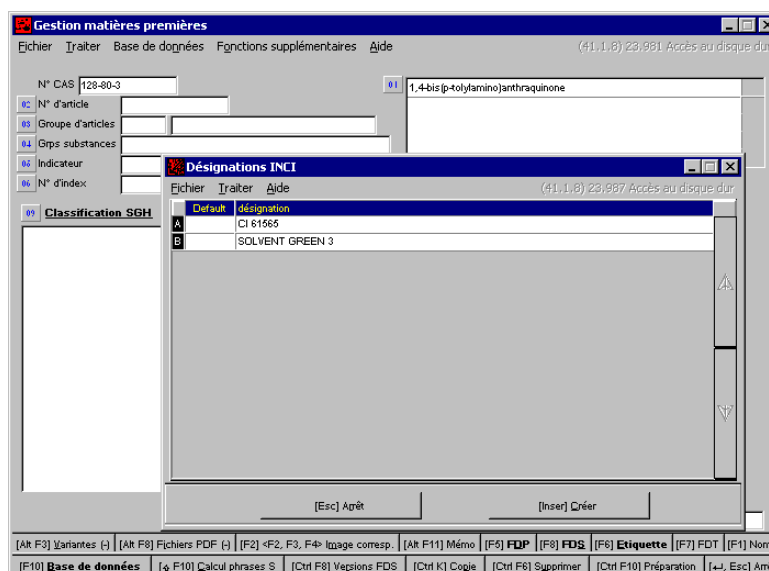 Gestion matières premières
Fichier Traiter Base de données Fonctions supplémentaires Aide (41.1.8) 23.981 Accès au disque dur
N° CAS 128-80-3 01 1,4-bis(p-tolylamino)anthraquinone
02 N° d'article
03 Groupe d'articles
04 Grps substances
05 Indicateur
06 N° d'index
09 Classification SGH
Désignations INCI
Fichier Traiter Aide (41.1.8) 23.987 Accès au disque dur
Default désignation
A CI 61565
B SOLVENT GREEN 3
[Esc] Arrêt [Inser] Créer
[Alt F3] Variantes (-) [Alt F8] Fichiers PDF (-) [F2] <F2, F3, F4> Image corresp. [Alt F11] Mémo [F5] FDP [F8] FDS [F6] Etiquette [F7] FDT [F1] Nom
[F10] Base de données [⇧ F10] Calcul phrases S [Ctrl F8] Versions FDS [Ctrl K] Copie [Ctrl F6] Supprimer [Ctrl F10] Préparation [↵, Esc] Arr